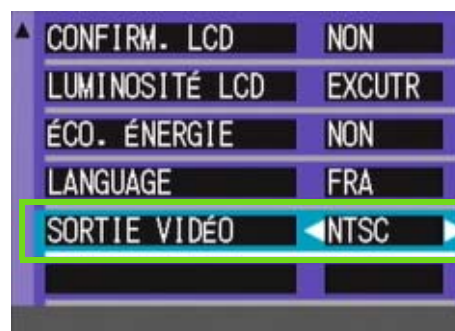 CONFIRM. LCD NON
LUMINOSITÉ LCD EXCUTR
ÉCO. ÉNERGIE NON
LANGUAGE FRA
SORTIE VIDÉO NTSC